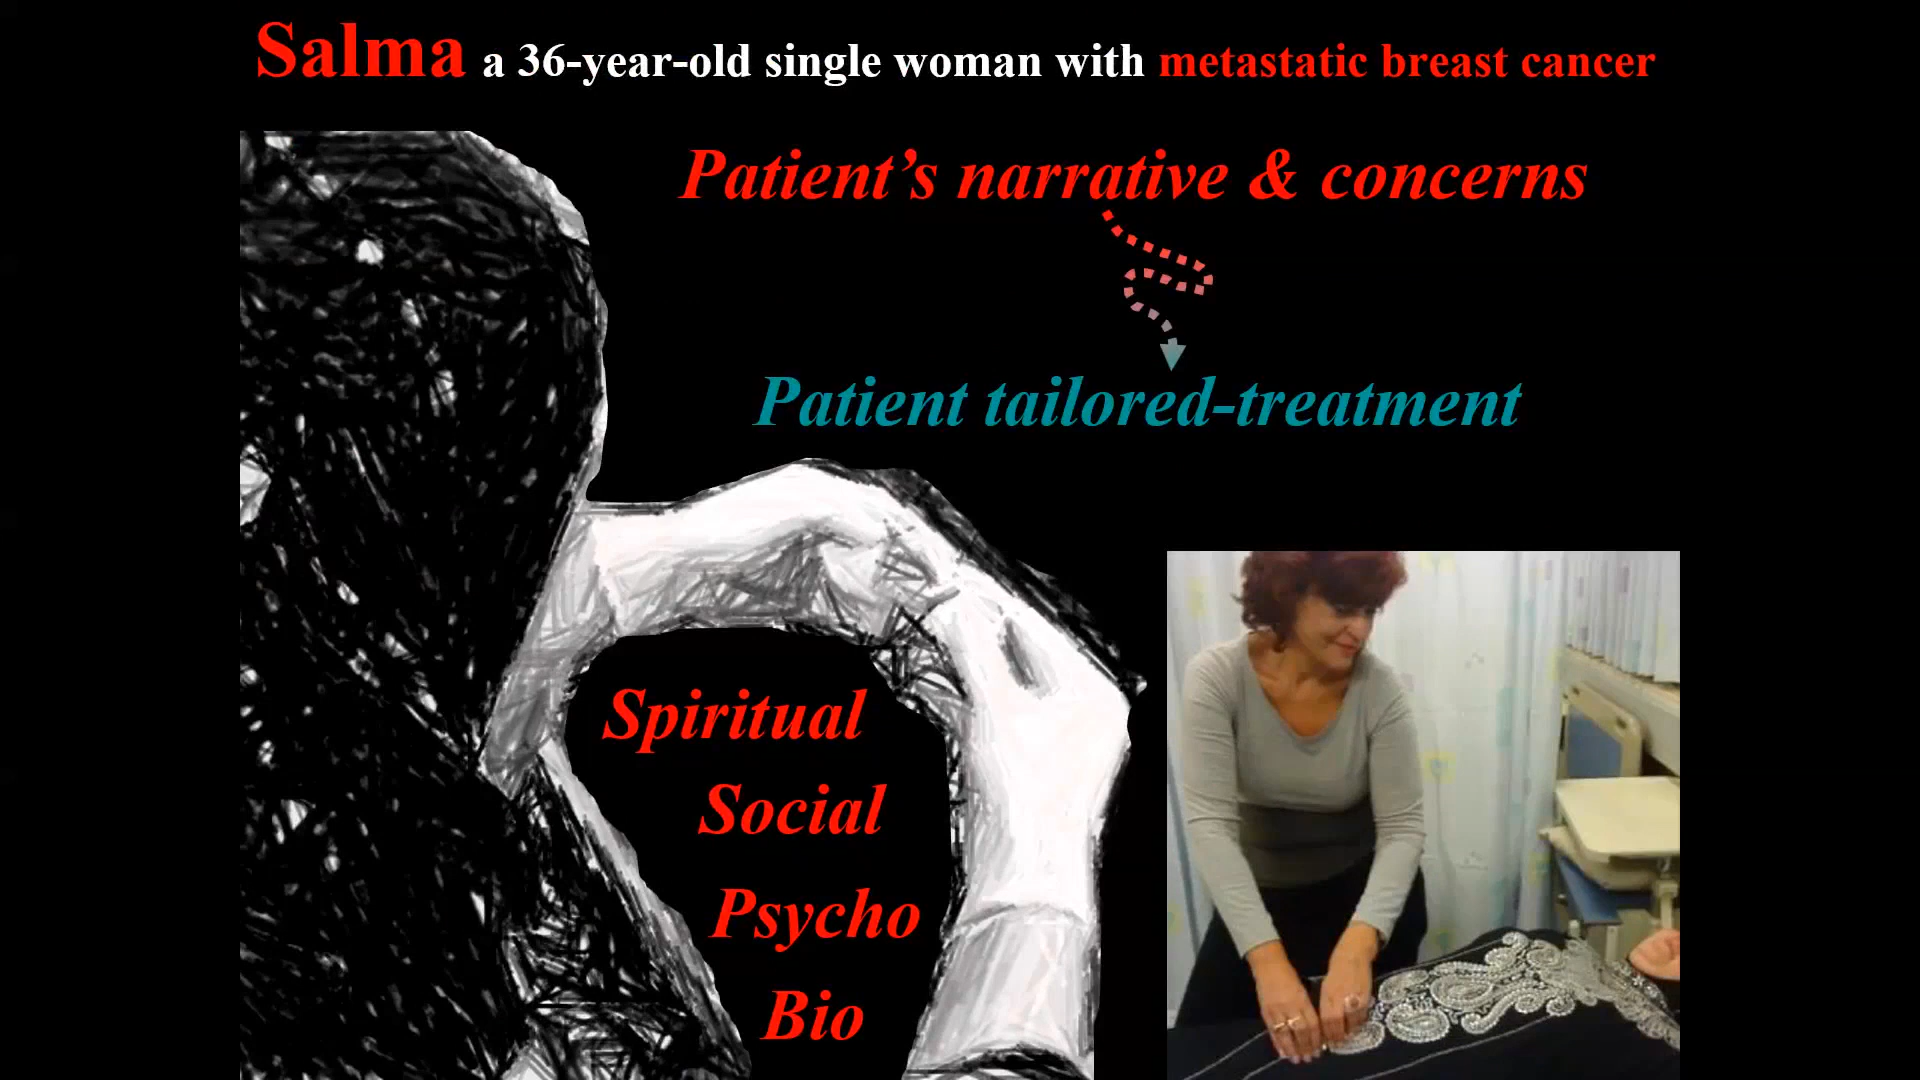 Salma a 36-year-old single woman with metastatic breast cancer
Patient’s narrative & concerns
Patient tailored-treatment
Spiritual
Social
Psycho
Bio